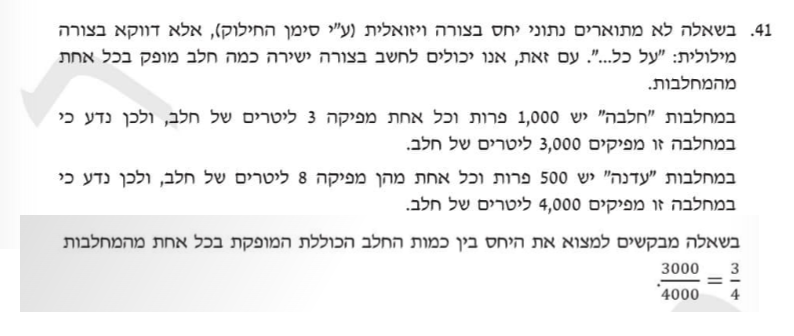 41. בשאלה לא מתוארים נתוני יחס בצורה ויזואלית (ע"י סימן החילוק), אלא דווקא בצורה
מילולית: "על כל...". עם זאת, אנו יכולים לחשב בצורה ישירה כמה חלב מופק בכל אחת
מהמחלבות.
במחלבות "חלבה" יש 1,000 פרות וכל אחת מפיקה 3 ליטרים של חלב, ולכן נדע כי
במחלבה זו מפיקים 3,000 ליטרים של חלב.
במחלבות "עדנה" יש 500 פרות וכל אחת מהן מפיקה 8 ליטרים של חלב, ולכן נדע כי
במחלבה זו מפיקים 4,000 ליטרים של חלב.
בשאלה מבקשים למצוא את היחס בין כמות החלב הכוללת המופקת בכל אחת מהמחלבות
3000/4000 = 3/4.